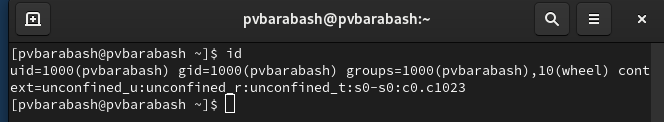 pvbarabash@pvbarabash:~
[pvbarabash@pvbarabash ~]$ id
uid=1000(pvbarabash) gid=1000(pvbarabash) groups=1000(pvbarabash),10(wheel) cont
ext=unconfined_u:unconfined_r:unconfined_t:s0-s0:c0.c1023
[pvbarabash@pvbarabash ~]$